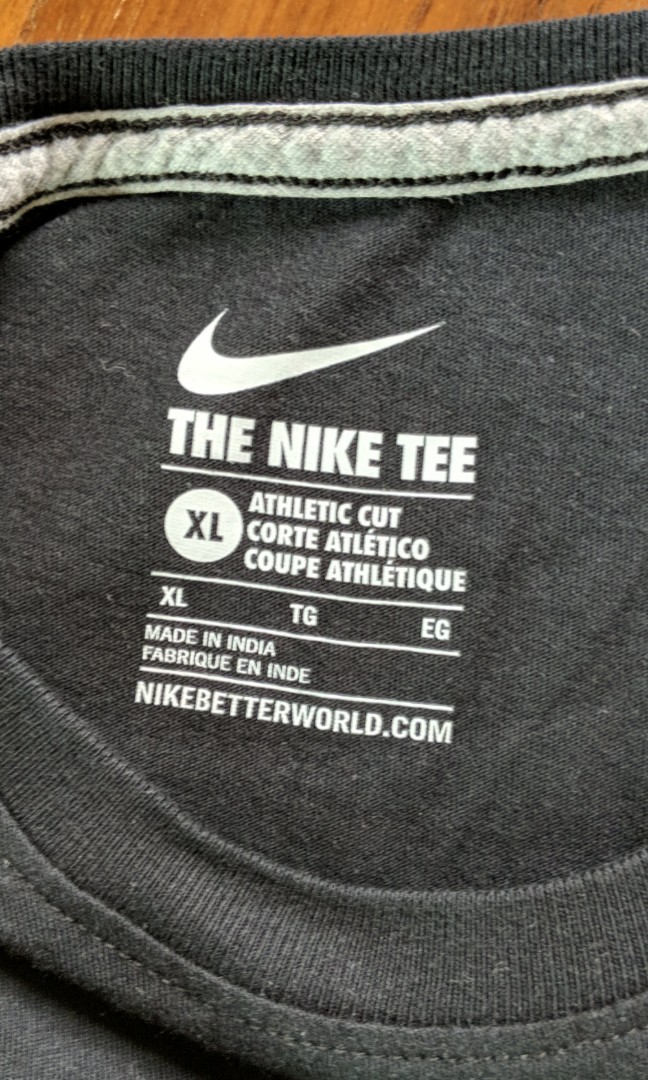 THE NIKE TEE
XL
ATHLETIC CUT
CORTE ATLÉTICO
COUPE ATHLÉTIQUE
XL TG EG
MADE IN INDIA
FABRIQUE EN INDE
NIKEBETTERWORLD.COM